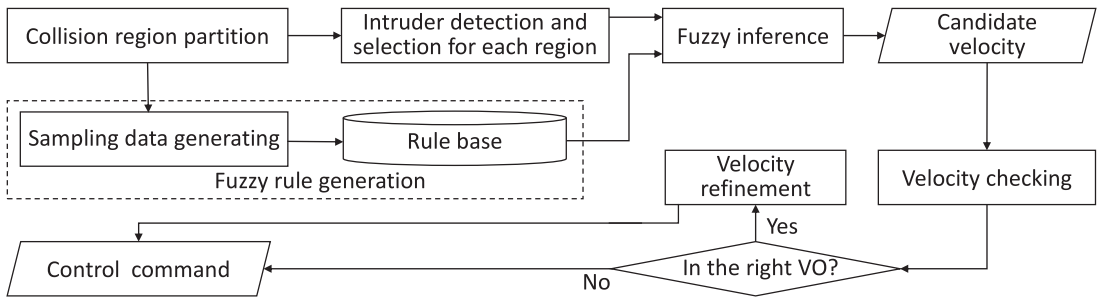 Collision region partition
Intruder detection and
selection for each region
Fuzzy inference
Candidate
velocity
Sampling data generating
Rule base
Fuzzy rule generation
Velocity
refinement
Velocity checking
Yes
Control command
No
In the right VO?